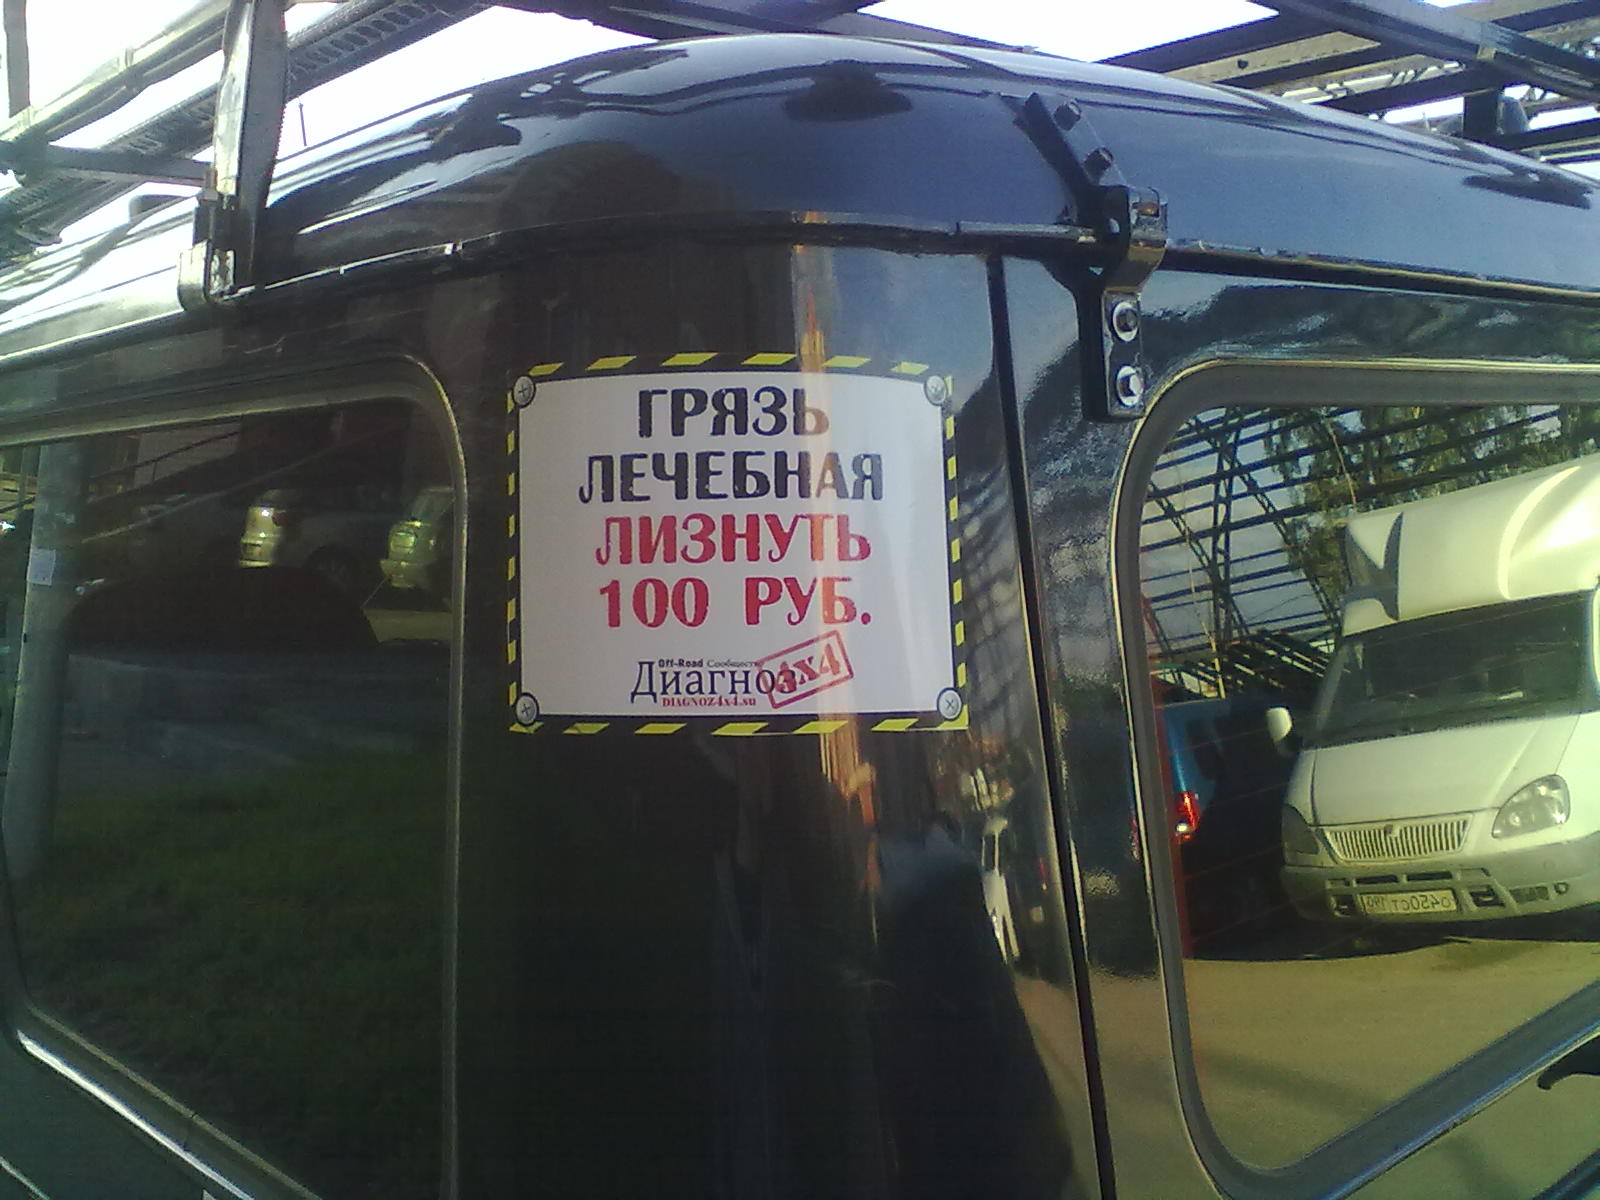 ГРЯЗЬ
ЛЕЧЕБНАЯ
ЛИЗНУТЬ
100 РУБ.
Off-Road Сообщество
Диагноз 4x4
DIAGNOZ4x4.su